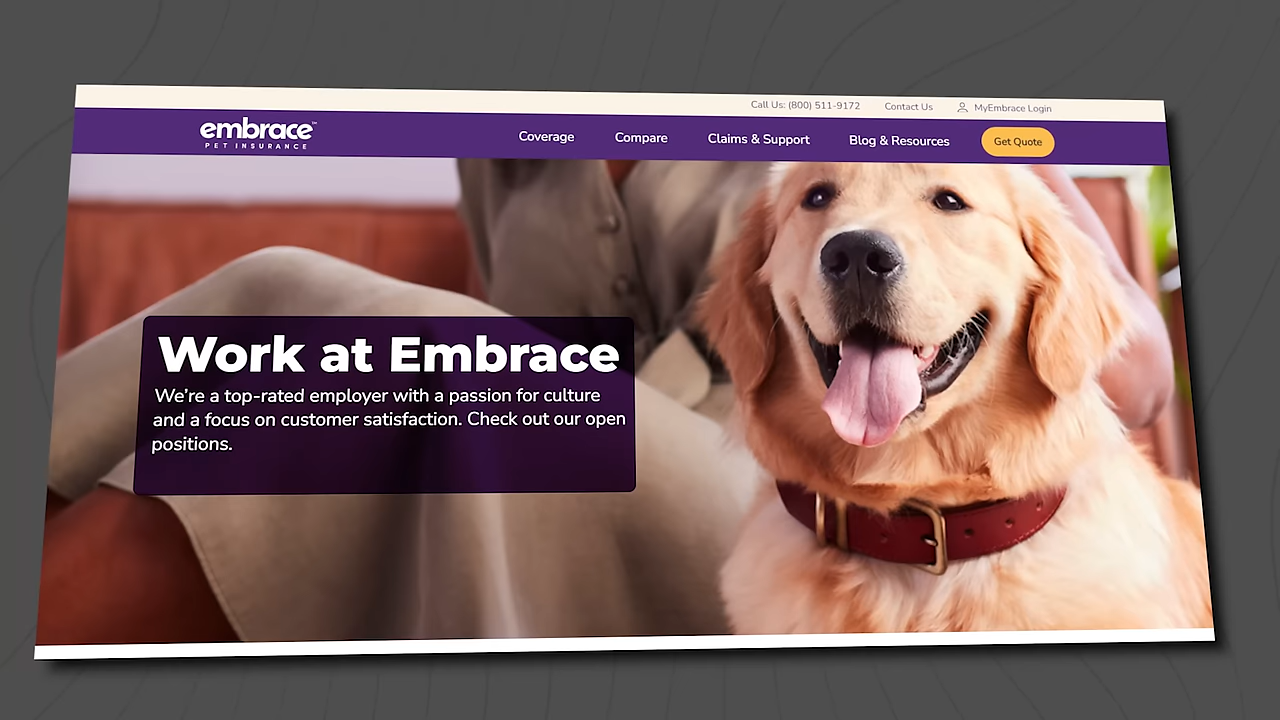 Call Us: (800) 511-9172 Contact Us MyEmbrace Login
embrace™
PET INSURANCE
Coverage Compare Claims & Support Blog & Resources Get Quote
Work at Embrace
We're a top-rated employer with a passion for culture
and a focus on customer satisfaction. Check out our open
positions.